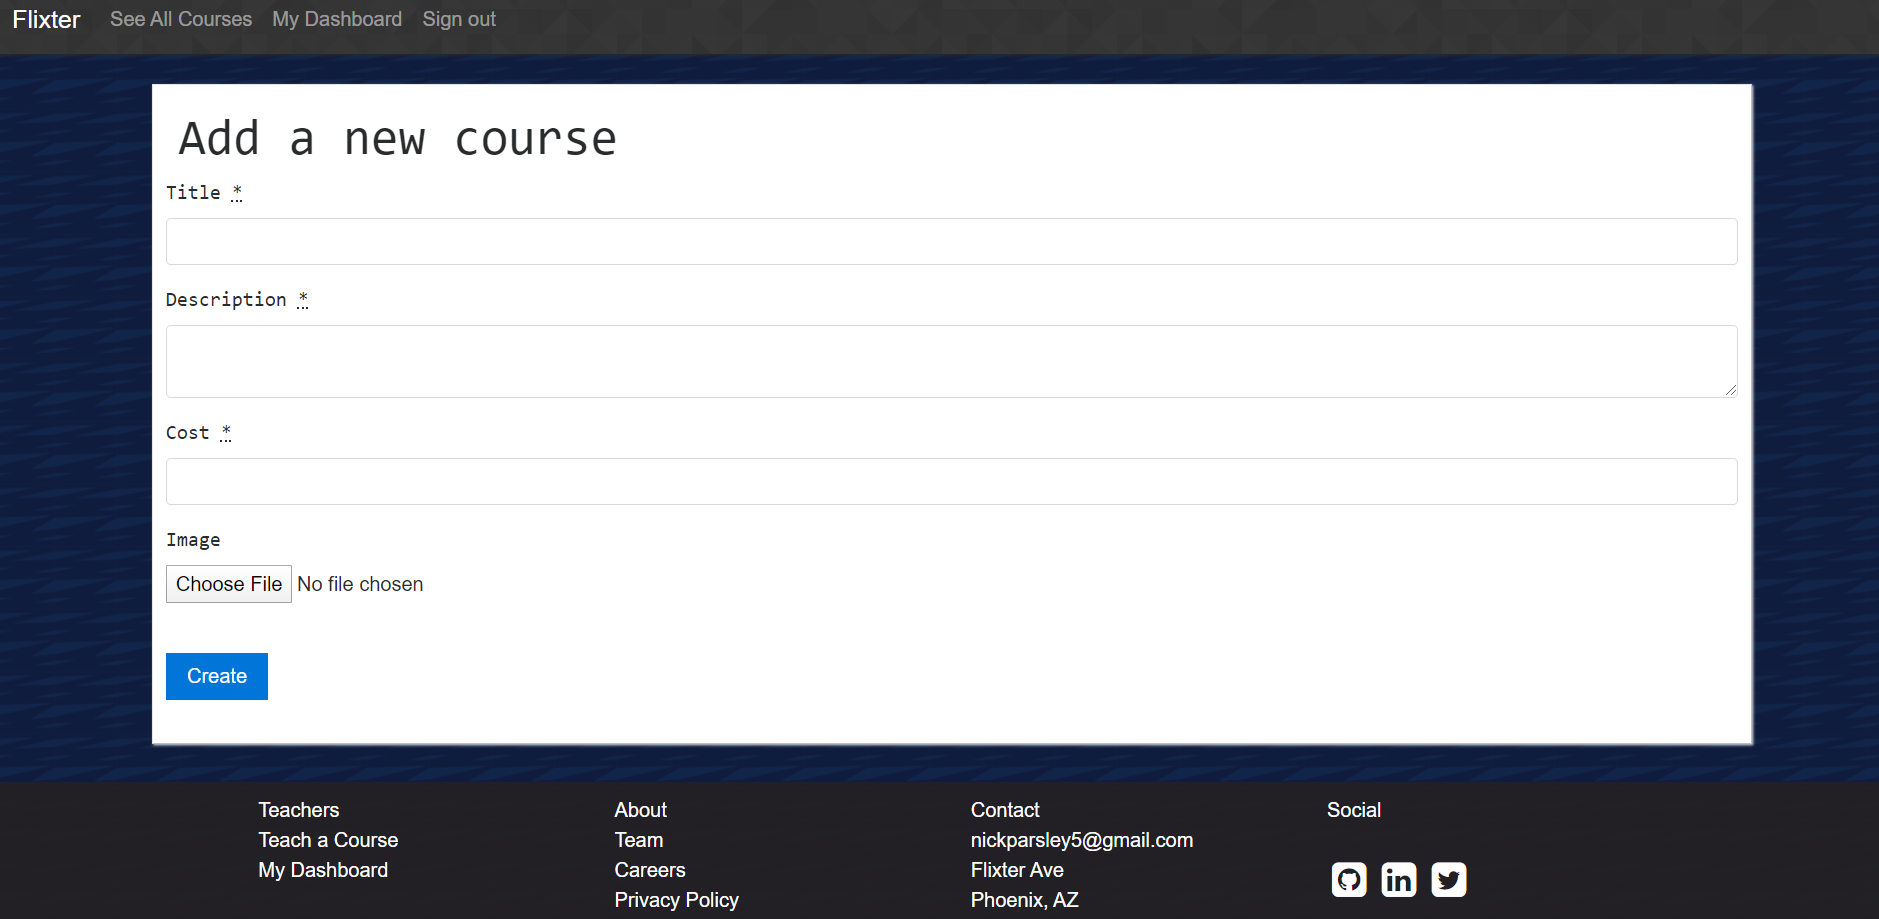 Flixter See All Courses My Dashboard Sign out
Add a new course
Title *
Description *
Cost *
Image
Choose File No file chosen
Create
Teachers
Teach a Course
My Dashboard
About
Team
Careers
Privacy Policy
Contact
nickparsley5@gmail.com
Flixter Ave
Phoenix, AZ
Social
in